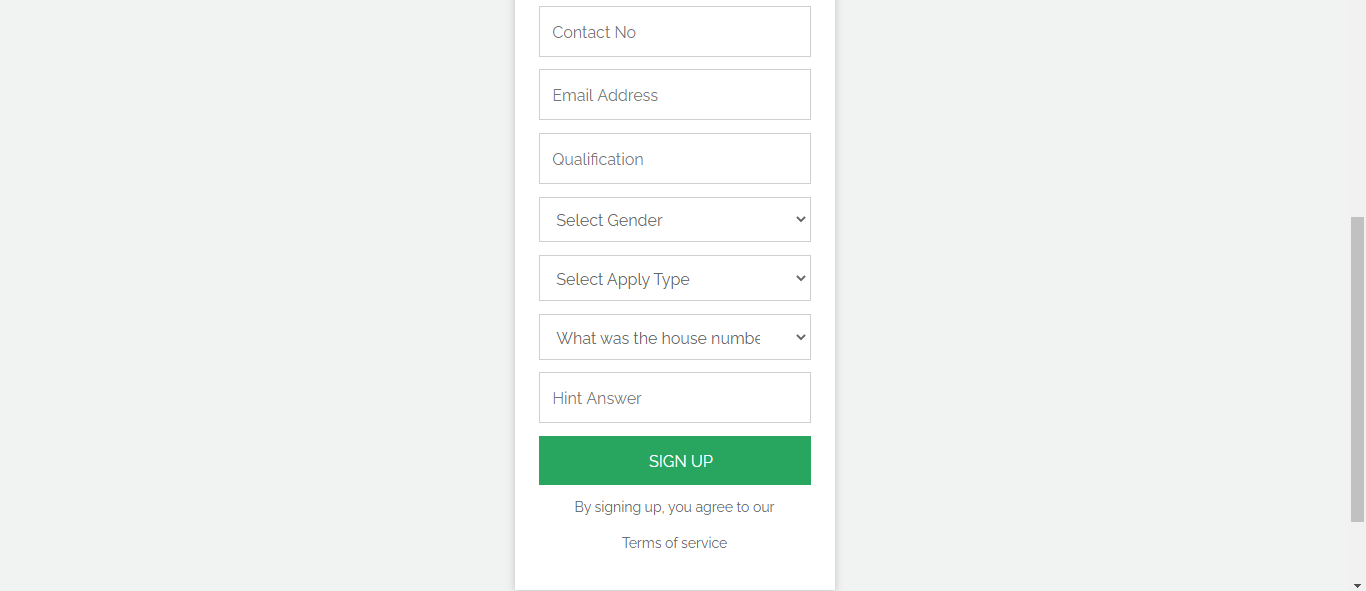 Contact No
Email Address
Qualification
Select Gender
Select Apply Type
What was the house numbe
Hint Answer
SIGN UP
By signing up, you agree to our
Terms of service